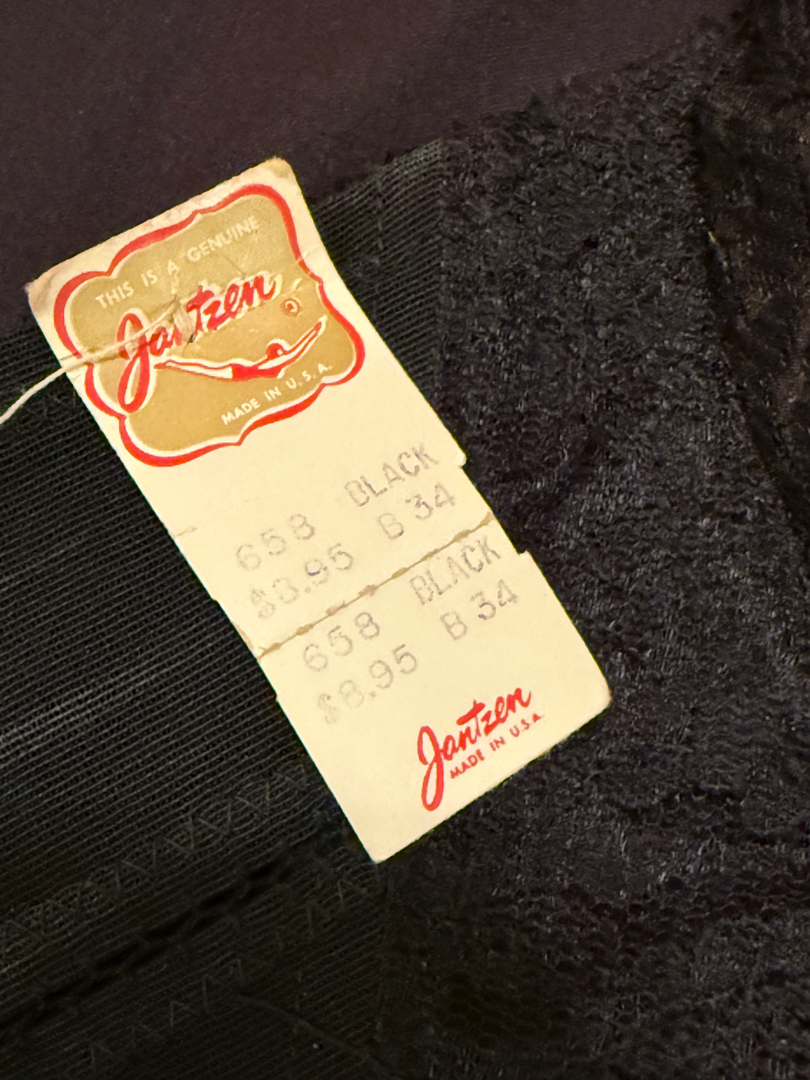 THIS IS A GENUINE
Jantzen
MADE IN U.S.A.
658 BLACK
$8.95 B 34
658 BLACK
$8.95 B 34
Jantzen
MADE IN U.S.A.